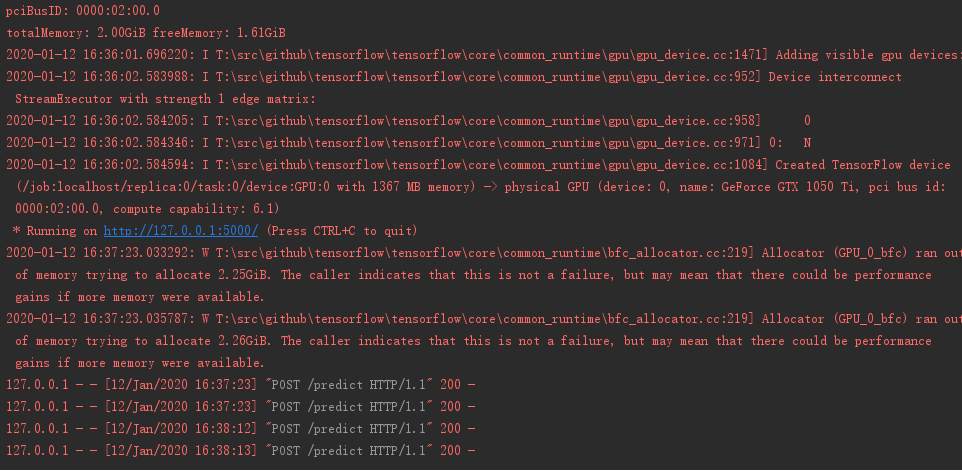 pciBusID: 0000:02:00.0
totalMemory: 2.00GiB freeMemory: 1.61GiB
2020-01-12 16:36:01.696220: I T:\src\github\tensorflow\tensorflow\core\common_runtime\gpu\gpu_device.cc:1471] Adding visible gpu devices:
2020-01-12 16:36:02.583988: I T:\src\github\tensorflow\tensorflow\core\common_runtime\gpu\gpu_device.cc:952] Device interconnect
StreamExecutor with strength 1 edge matrix:
2020-01-12 16:36:02.584205: I T:\src\github\tensorflow\tensorflow\core\common_runtime\gpu\gpu_device.cc:958]      0
2020-01-12 16:36:02.584346: I T:\src\github\tensorflow\tensorflow\core\common_runtime\gpu\gpu_device.cc:971] 0:   N
2020-01-12 16:36:02.584594: I T:\src\github\tensorflow\tensorflow\core\common_runtime\gpu\gpu_device.cc:1084] Created TensorFlow device
(/job:localhost/replica:0/task:0/device:GPU:0 with 1367 MB memory) -> physical GPU (device: 0, name: GeForce GTX 1050 Ti, pci bus id:
0000:02:00.0, compute capability: 6.1)
* Running on http://127.0.0.1:5000/ (Press CTRL+C to quit)
2020-01-12 16:37:23.033292: W T:\src\github\tensorflow\tensorflow\core\common_runtime\bfc_allocator.cc:219] Allocator (GPU_0_bfc) ran out
of memory trying to allocate 2.25GiB. The caller indicates that this is not a failure, but may mean that there could be performance
gains if more memory were available.
2020-01-12 16:37:23.035787: W T:\src\github\tensorflow\tensorflow\core\common_runtime\bfc_allocator.cc:219] Allocator (GPU_0_bfc) ran out
of memory trying to allocate 2.26GiB. The caller indicates that this is not a failure, but may mean that there could be performance
gains if more memory were available.
127.0.0.1 - - [12/Jan/2020 16:37:23] "POST /predict HTTP/1.1" 200 -
127.0.0.1 - - [12/Jan/2020 16:37:23] "POST /predict HTTP/1.1" 200 -
127.0.0.1 - - [12/Jan/2020 16:38:12] "POST /predict HTTP/1.1" 200 -
127.0.0.1 - - [12/Jan/2020 16:38:13] "POST /predict HTTP/1.1" 200 -